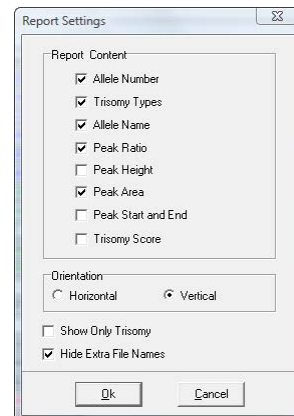 Report Settings
Report Content
Allele Number
Trisomy Types
Allele Name
Peak Ratio
Peak Height
Peak Area
Peak Start and End
Trisomy Score
Orientation
Horizontal Vertical
Show Only Trisomy
Hide Extra File Names
Ok Cancel